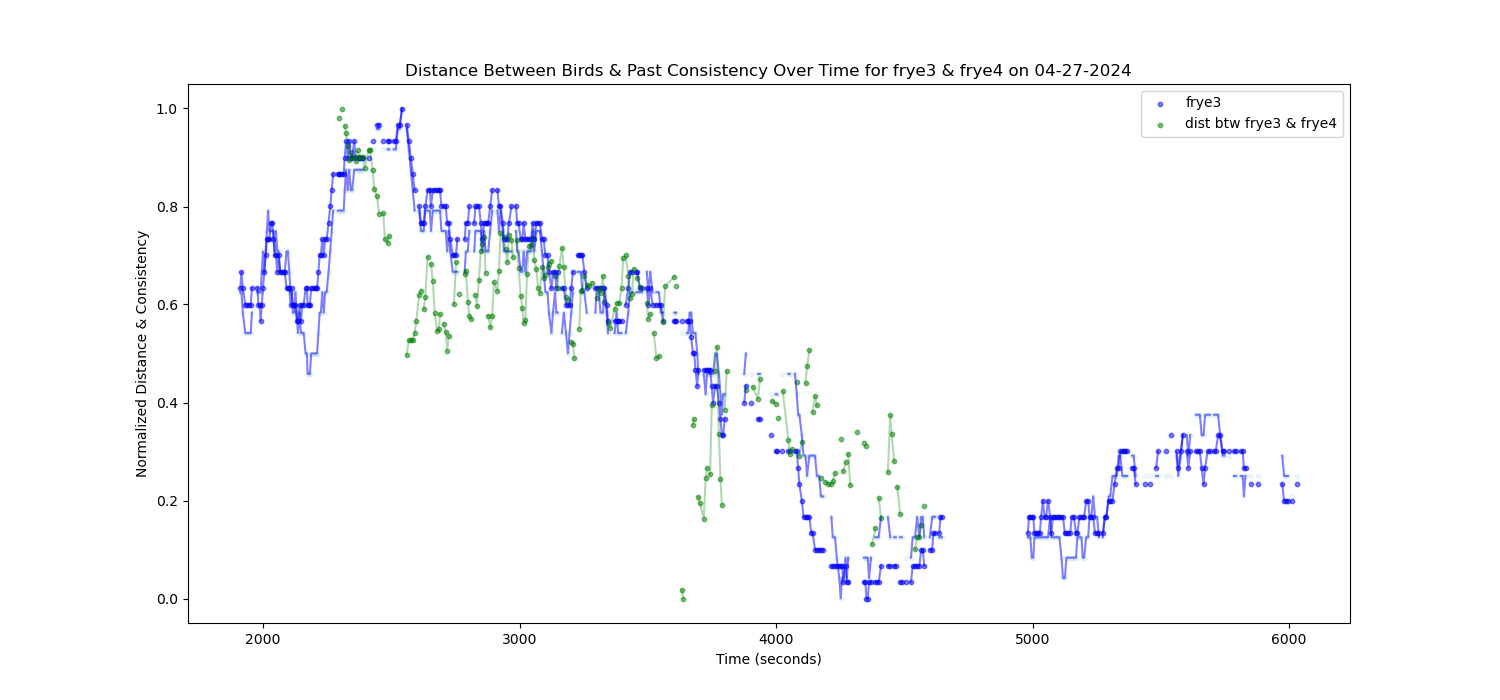 Distance Between Birds & Past Consistency Over Time for frye3 & frye4 on 04-27-2024
frye3
dist btw frye3 & frye4
Normalized Distance & Consistency
1.0
0.8
0.6
0.4
0.2
0.0
2000
3000
4000
5000
6000
Time (seconds)